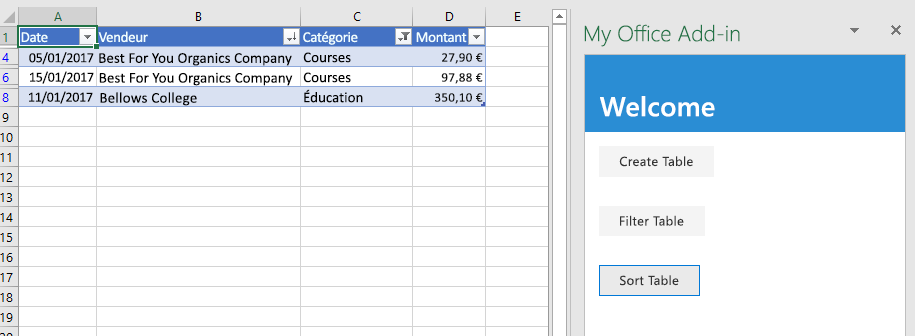 A B C D E
1 Date Vendeur Catégorie Montant
4 05/01/2017 Best For You Organics Company Courses 27,90 €
6 15/01/2017 Best For You Organics Company Courses 97,88 €
8 11/01/2017 Bellows College Éducation 350,10 €
9
10
11
12
13
14
15
16
17
18
19
My Office Add-in
Welcome
Create Table
Filter Table
Sort Table